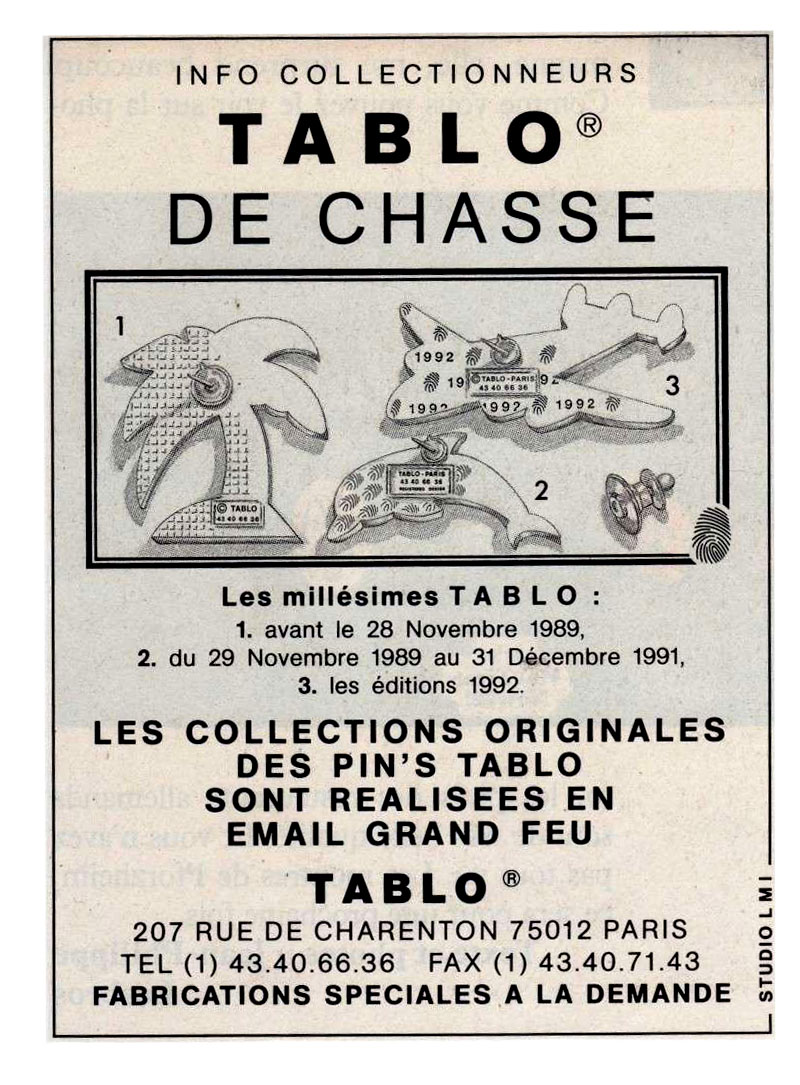 INFO COLLECTIONNEURS
TABLO®
DE CHASSE
1
1992
19
92
© TABLO-PARIS
43 40 66 36
1992
1992
1992
3
TABLO-PARIS
43 40 66 36
REGISTERED DESIGN
2
© TABLO
43 40 66 36
Les millésimes TABLO :
1. avant le 28 Novembre 1989,
2. du 29 Novembre 1989 au 31 Décembre 1991,
3. les éditions 1992.
LES COLLECTIONS ORIGINALES
DES PIN'S TABLO
SONT REALISEES EN
EMAIL GRAND FEU
TABLO ®
207 RUE DE CHARENTON 75012 PARIS
TEL (1) 43.40.66.36 FAX (1) 43.40.71.43
FABRICATIONS SPECIALES A LA DEMANDE
STUDIO LMI